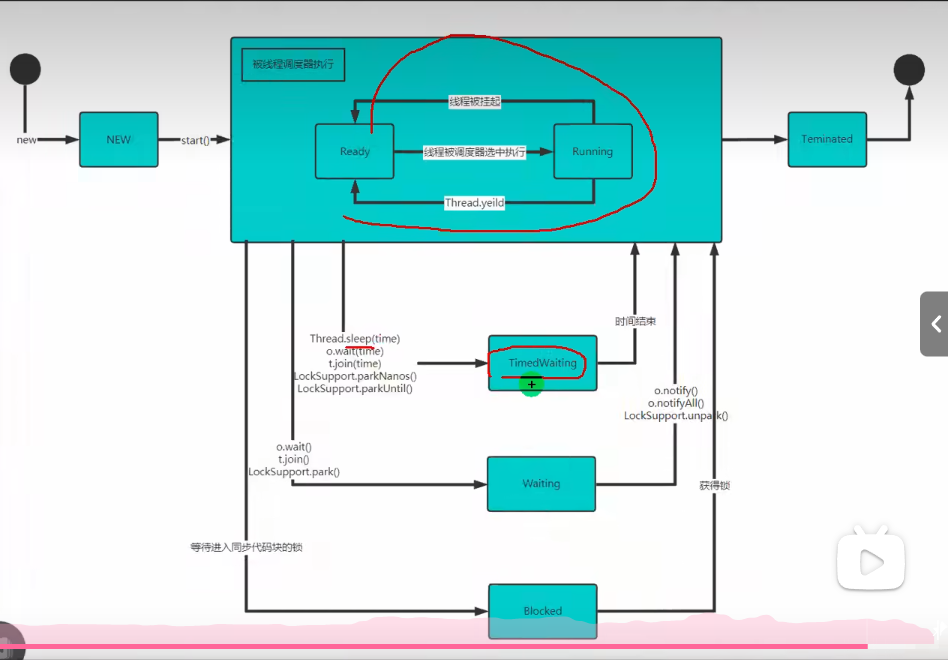 被线程调度器执行
线程被挂起
new
NEW
start()
Ready
线程被调度器选中执行
Running
Teminated
Thread.yeild
Thread.sleep(time)
o.wait(time)
t.join(time)
LockSupport.parkNanos()
LockSupport.parkUntil()
TimedWaiting
时间结束
o.notify()
o.notifyAll()
LockSupport.unpark()
o.wait()
t.join()
LockSupport.park()
Waiting
获得锁
等待进入同步代码块的锁
Blocked